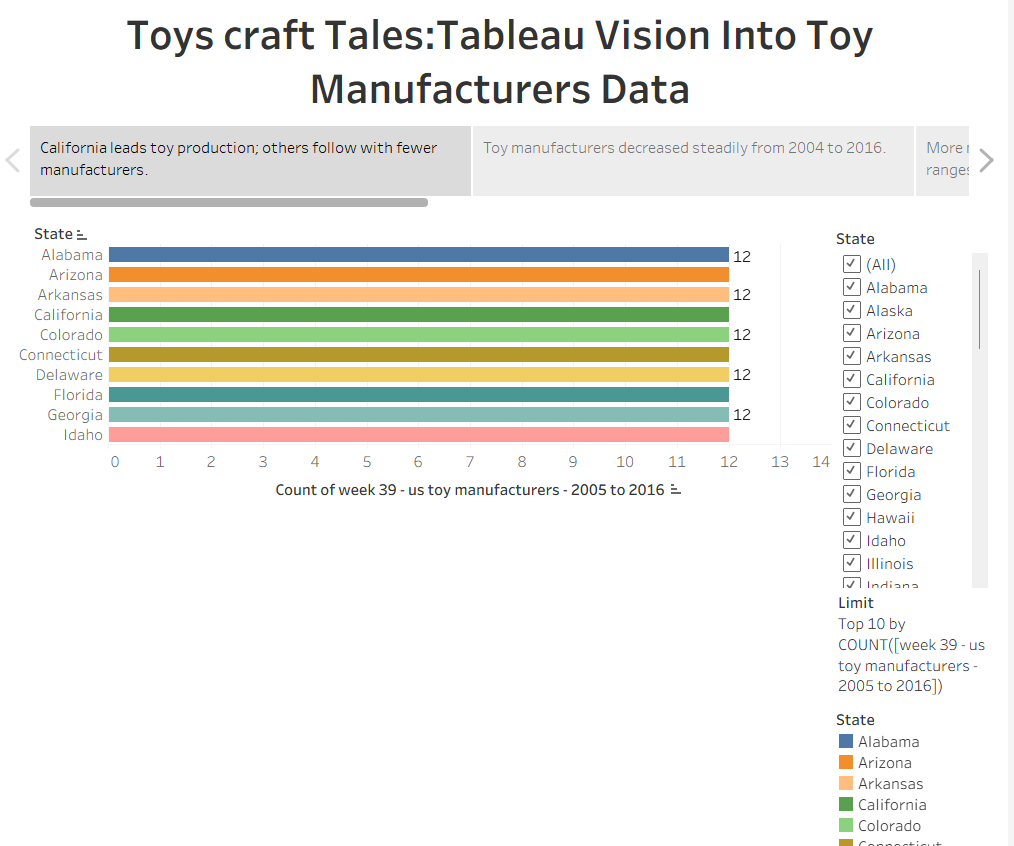 Toys craft Tales:Tableau Vision Into Toy
Manufacturers Data
California leads toy production; others follow with fewer
manufacturers.
Toy manufacturers decreased steadily from 2004 to 2016.
More
ranges
State
Alabama
12
Arizona
Arkansas
12
California
Colorado
12
Connecticut
Delaware
12
Florida
Georgia
12
Idaho
0 1 2 3 4 5 6 7 8 9 10 11 12 13 14
Count of week 39 - us toy manufacturers - 2005 to 2016
State
(All)
Alabama
Alaska
Arizona
Arkansas
California
Colorado
Connecticut
Delaware
Florida
Georgia
Hawaii
Idaho
Illinois
Indiana
Limit
Top 10 by
COUNT([week 39 - us
toy manufacturers -
2005 to 2016])
State
Alabama
Arizona
Arkansas
California
Colorado
Connecticut